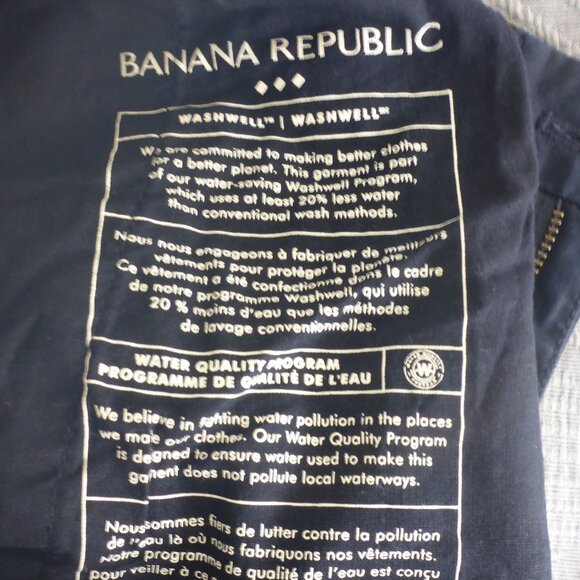 BANANA REPUBLIC
WASHWELL™ | WASHWELL MC
We are committed to making better clothes
for a better planet. This garment is part
of our water-saving Washwell Program,
which uses at least 20% less water
than conventional wash methods.
Nous nous engageons à fabriquer de meilleurs
vêtements pour protéger la planète.
Ce vêtement a été confectionné dans le cadre
de notre programme Washwell, qui utilise
20 % moins d'eau que les méthodes
de lavage conventionnelles.
WATER QUALITY PROGRAM
PROGRAMME DE QUALITÉ DE L'EAU
W
We believe in fighting water pollution in the places
we made our clothes. Our Water Quality Program
is designed to ensure water used to make this
garment does not pollute local waterways.
Nous sommes fiers de lutter contre la pollution
de l'eau là où nous fabriquons nos vêtements.
Notre programme de qualité de l'eau est conçu
pour veiller à ce